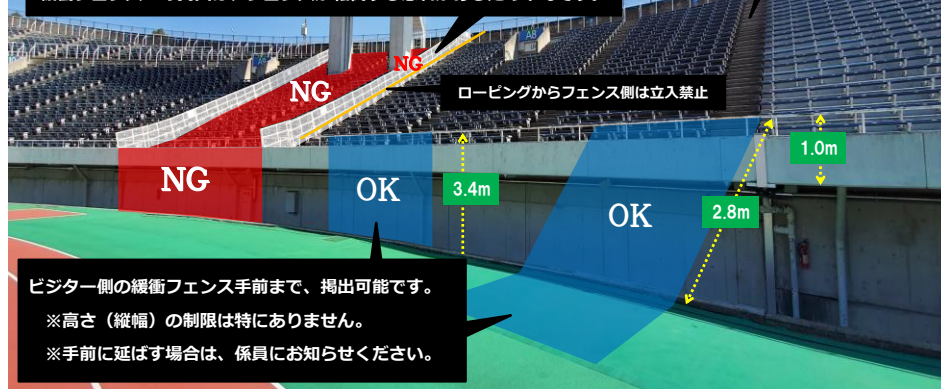 A8
NG
NG
ロービングからフェンス側は立入禁止
1.0m
NG
OK
3.4m
OK
2.8m
ビジター側の緩衝フェンス手前まで、掲出可能です。
※高さ（縦幅）の制限は特にありません。
※手前に延ばす場合は、係員にお知らせください。